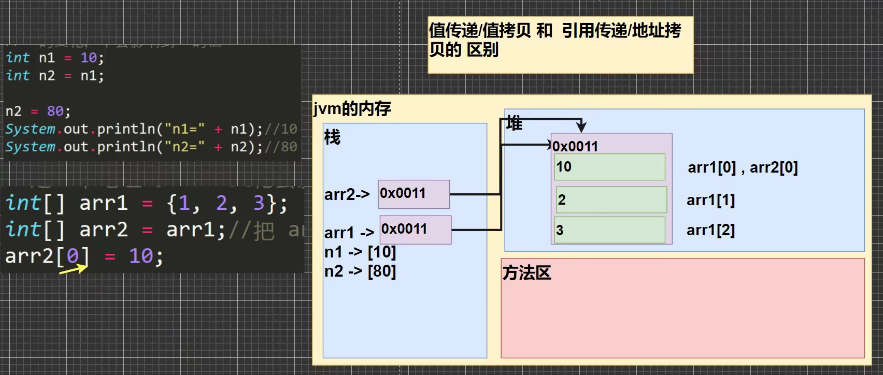 值传递/值拷贝 和 引用传递/地址拷
贝的 区别
int n1 = 10;
int n2 = n1;
n2 = 80;
System.out.println("n1=" + n1);//10
System.out.println("n2=" + n2);//80
int[] arr1 = {1, 2, 3};
int[] arr2 = arr1;//把
arr2[0] = 10;
jvm的内存
栈
arr2-> 0x0011
arr1 -> 0x0011
n1 -> [10]
n2 -> [80]
堆
0x0011
10 arr1[0] , arr2[0]
2 arr1[1]
3 arr1[2]
方法区